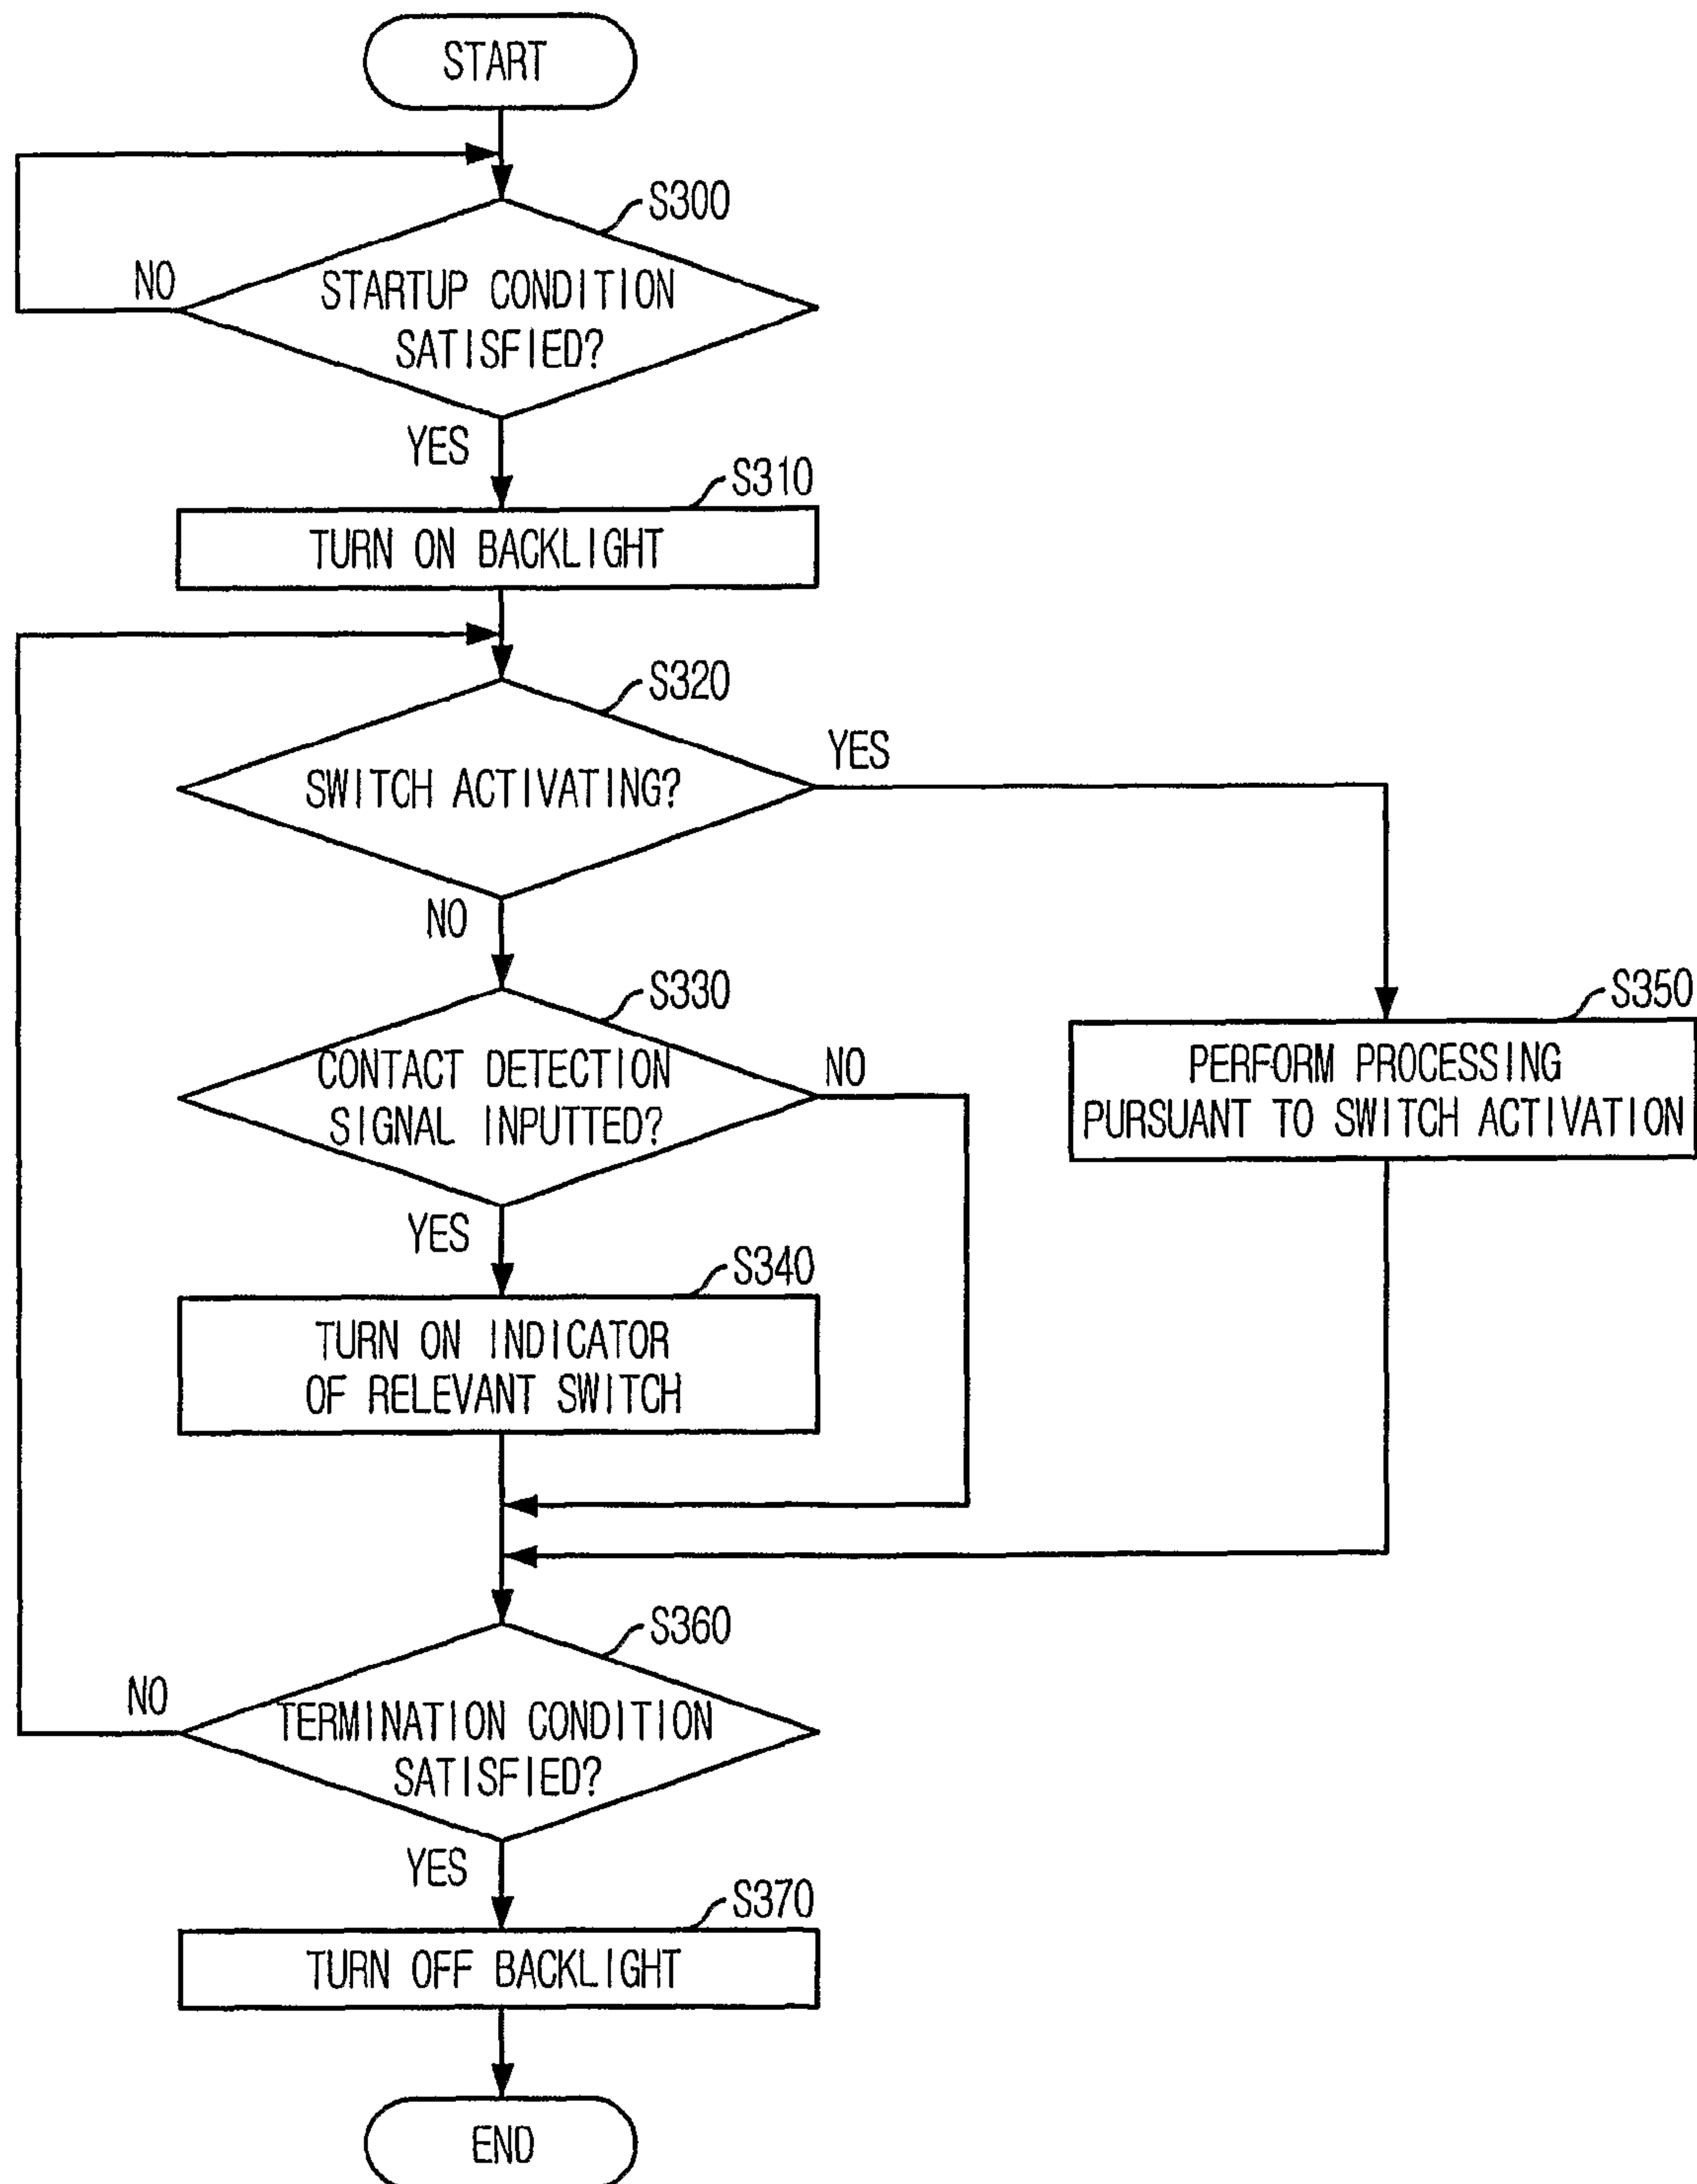 START
S300
NO
STARTUP CONDITION
SATISFIED?
YES
S310
TURN ON BACKLIGHT
S320
YES
SWITCH ACTIVATING?
NO
S330
S350
CONTACT DETECTION
SIGNAL INPUTTED?
NO
PERFORM PROCESSING
PURSUANT TO SWITCH ACTIVATION
YES
S340
TURN ON INDICATOR
OF RELEVANT SWITCH
S360
NO
TERMINATION CONDITION
SATISFIED?
YES
S370
TURN OFF BACKLIGHT
END